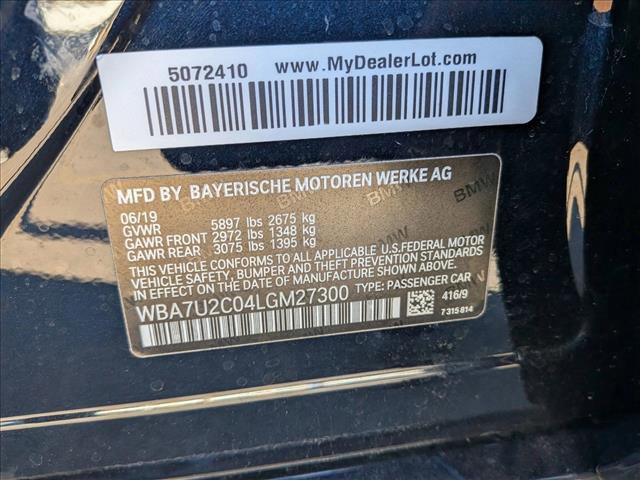 5072410 www.MyDealerLot.com
MFD BY BAYERISCHE MOTOREN WERKE AG
06/19
GVWR 5897 lbs 2675 kg
GAWR FRONT 2972 lbs 1348 kg
GAWR REAR 3075 lbs 1395 kg
THIS VEHICLE CONFORMS TO ALL APPLICABLE U.S.FEDERAL MOTOR
VEHICLE SAFETY, BUMPER AND THEFT PREVENTION STANDARDS
IN EFFECT ON THE DATE OF MANUFACTURE SHOWN ABOVE.
WBA7U2C04LGM27300 TYPE: PASSENGER CAR
416/9
7 315 814
BMW
BMW
BMW